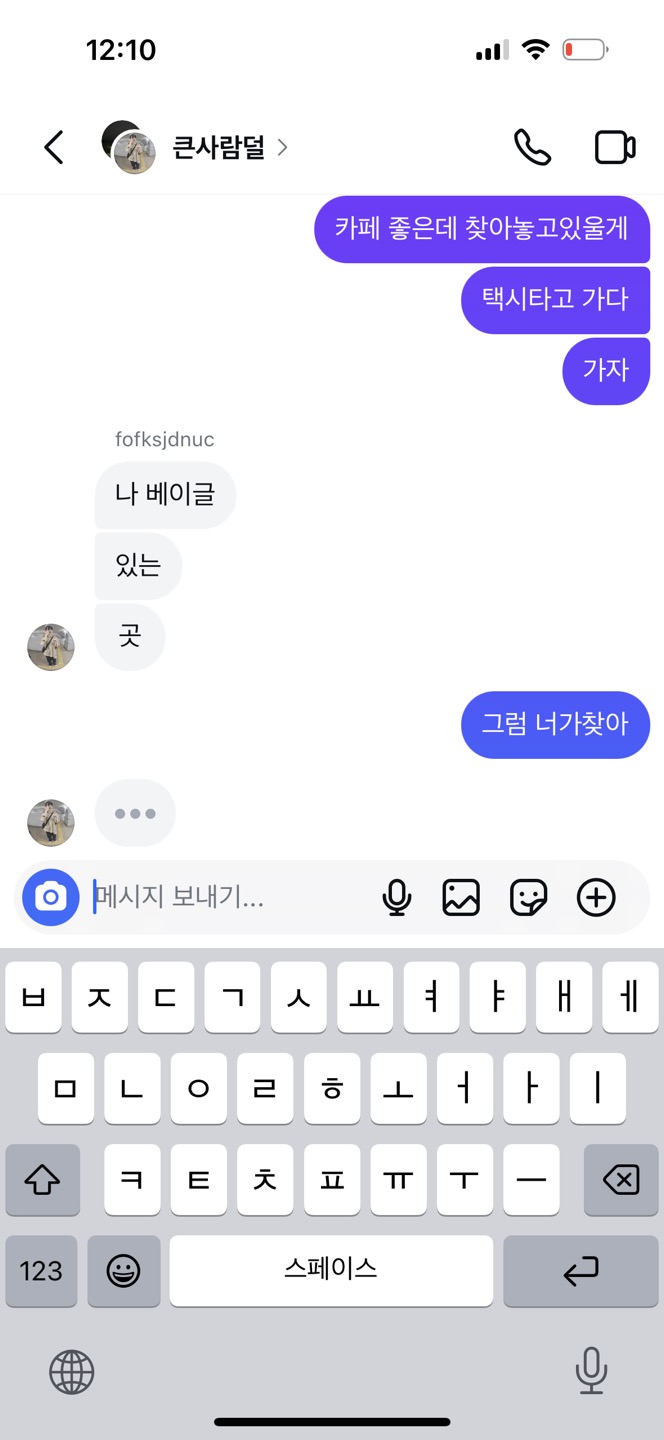 12:10
큰사람덜
카페 좋은데 찾아놓고있울게
택시타고 가다
가자
fofksjdnuc
나 베이글
있는
곳
그럼 너가찾아
메시지 보내기...
ㅂ ㅈ ㄷ ㄱ ㅅ ㅛ ㅕ ㅑ ㅐ ㅔ
ㅁ ㄴ ㅇ ㄹ ㅎ ㅗ ㅓ ㅏ ㅣ
ㅋ ㅌ ㅊ ㅍ ㅠ ㅜ ㅡ
123 스페이스